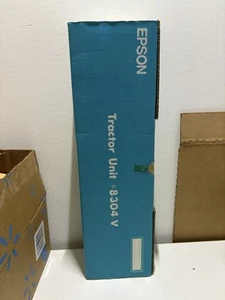 EPSON
Tractor Unit # 8304 V